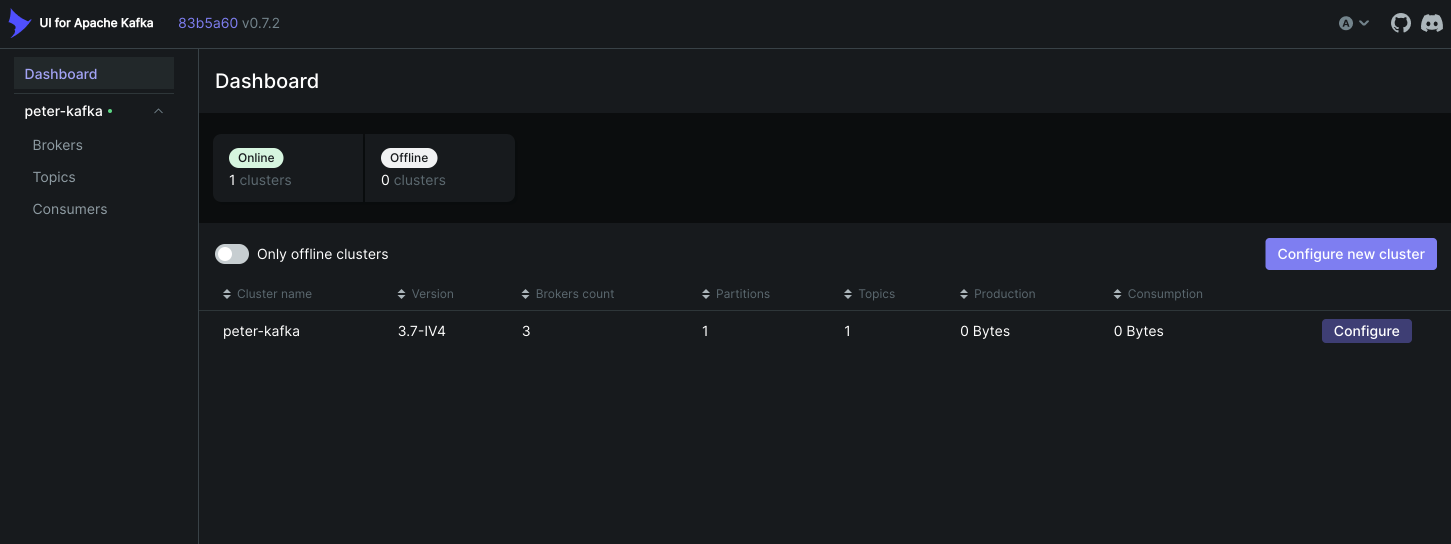 UI for Apache Kafka 83b5a60 v0.7.2 A
Dashboard
peter-kafka
Brokers
Topics
Consumers
Dashboard
Online Offline
1 clusters 0 clusters
Only offline clusters Configure new cluster
Cluster name Version Brokers count Partitions Topics Production Consumption
peter-kafka 3.7-IV4 3 1 1 0 Bytes 0 Bytes Configure